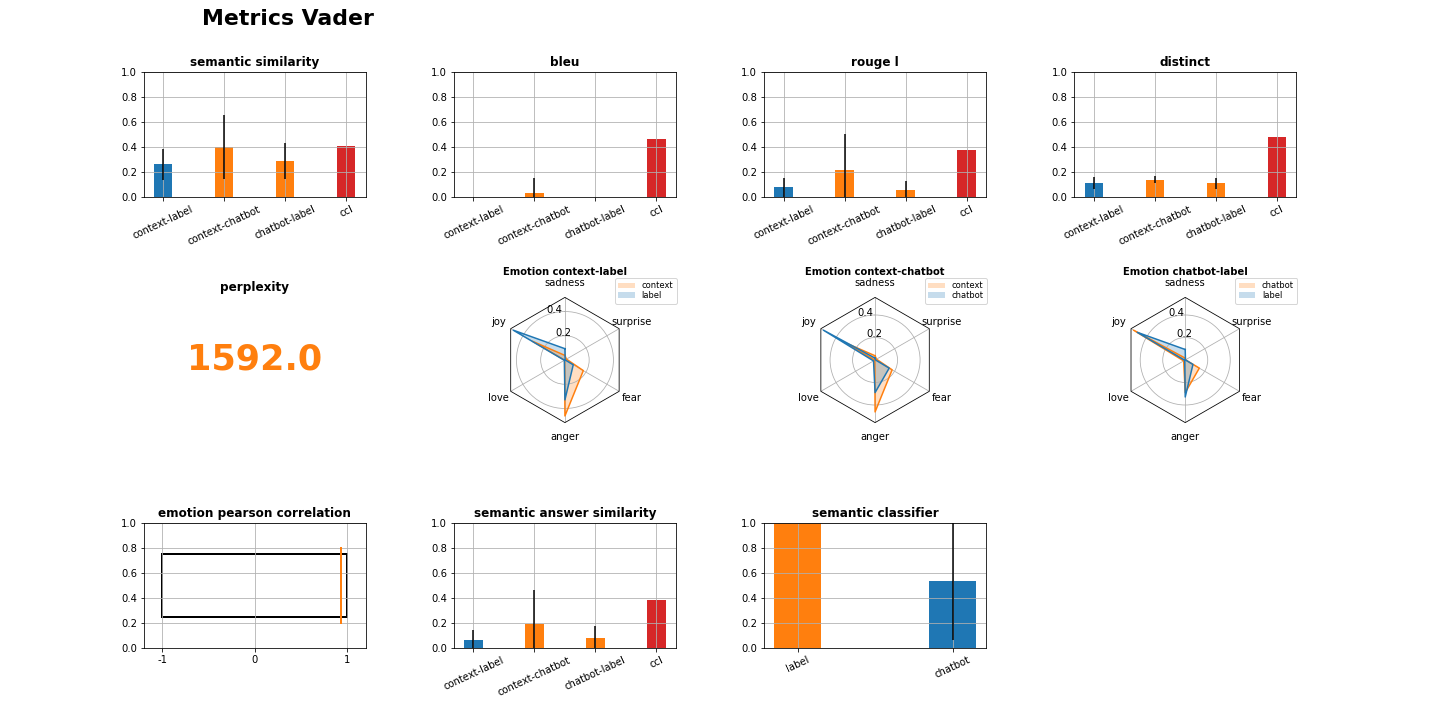 Metrics Vader
semantic similarity
1.0
0.8
0.6
0.4
0.2
0.0
context-label
context-chatbot
chatbot-label
ccl
bleu
1.0
0.8
0.6
0.4
0.2
0.0
context-label
context-chatbot
chatbot-label
ccl
rouge l
1.0
0.8
0.6
0.4
0.2
0.0
context-label
context-chatbot
chatbot-label
ccl
distinct
1.0
0.8
0.6
0.4
0.2
0.0
context-label
context-chatbot
chatbot-label
ccl
perplexity
1592.0
Emotion context-label
sadness
context
label
joy
0.4
surprise
0.2
love
fear
anger
Emotion context-chatbot
sadness
context
chatbot
joy
0.4
surprise
0.2
love
fear
anger
Emotion chatbot-label
sadness
chatbot
label
joy
0.4
surprise
0.2
love
fear
anger
emotion pearson correlation
1.0
0.8
0.6
0.4
0.2
0.0
-1
0
1
semantic answer similarity
1.0
0.8
0.6
0.4
0.2
0.0
context-label
context-chatbot
chatbot-label
ccl
semantic classifier
1.0
0.8
0.6
0.4
0.2
0.0
label
chatbot